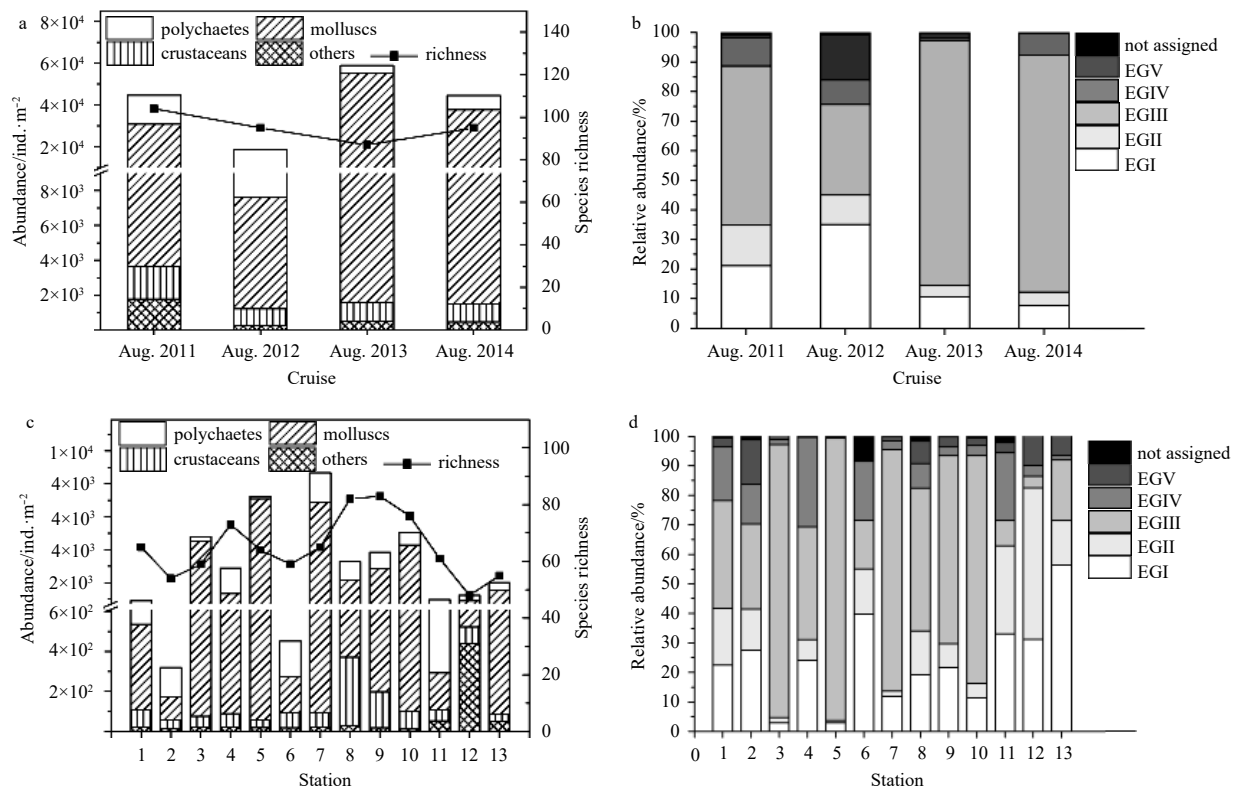 a
polychaetes molluscs
crustaceans others richness
8×10⁴
6×10⁴
4×10⁴
2×10⁴
8×10³
6×10³
4×10³
2×10³
Abundance/ind.·m⁻²
140
120
100
80
60
40
20
0
Species richness
Aug. 2011 Aug. 2012 Aug. 2013 Aug. 2014
Cruise
b
100
90
80
70
60
50
40
30
20
10
0
Relative abundance/%
not assigned
EGV
EGIV
EGIII
EGII
EGI
Aug. 2011 Aug. 2012 Aug. 2013 Aug. 2014
Cruise
c
polychaetes molluscs
crustaceans others richness
1×10⁴
4×10³
4×10³
4×10³
2×10³
6×10²
4×10²
2×10²
Abundance/ind.·m⁻²
100
80
60
40
20
0
Species richness
1 2 3 4 5 6 7 8 9 10 11 12 13
Station
d
100
90
80
70
60
50
40
30
20
10
0
Relative abundance/%
not assigned
EGV
EGIV
EGIII
EGII
EGI
0 1 2 3 4 5 6 7 8 9 10 11 12 13
Station